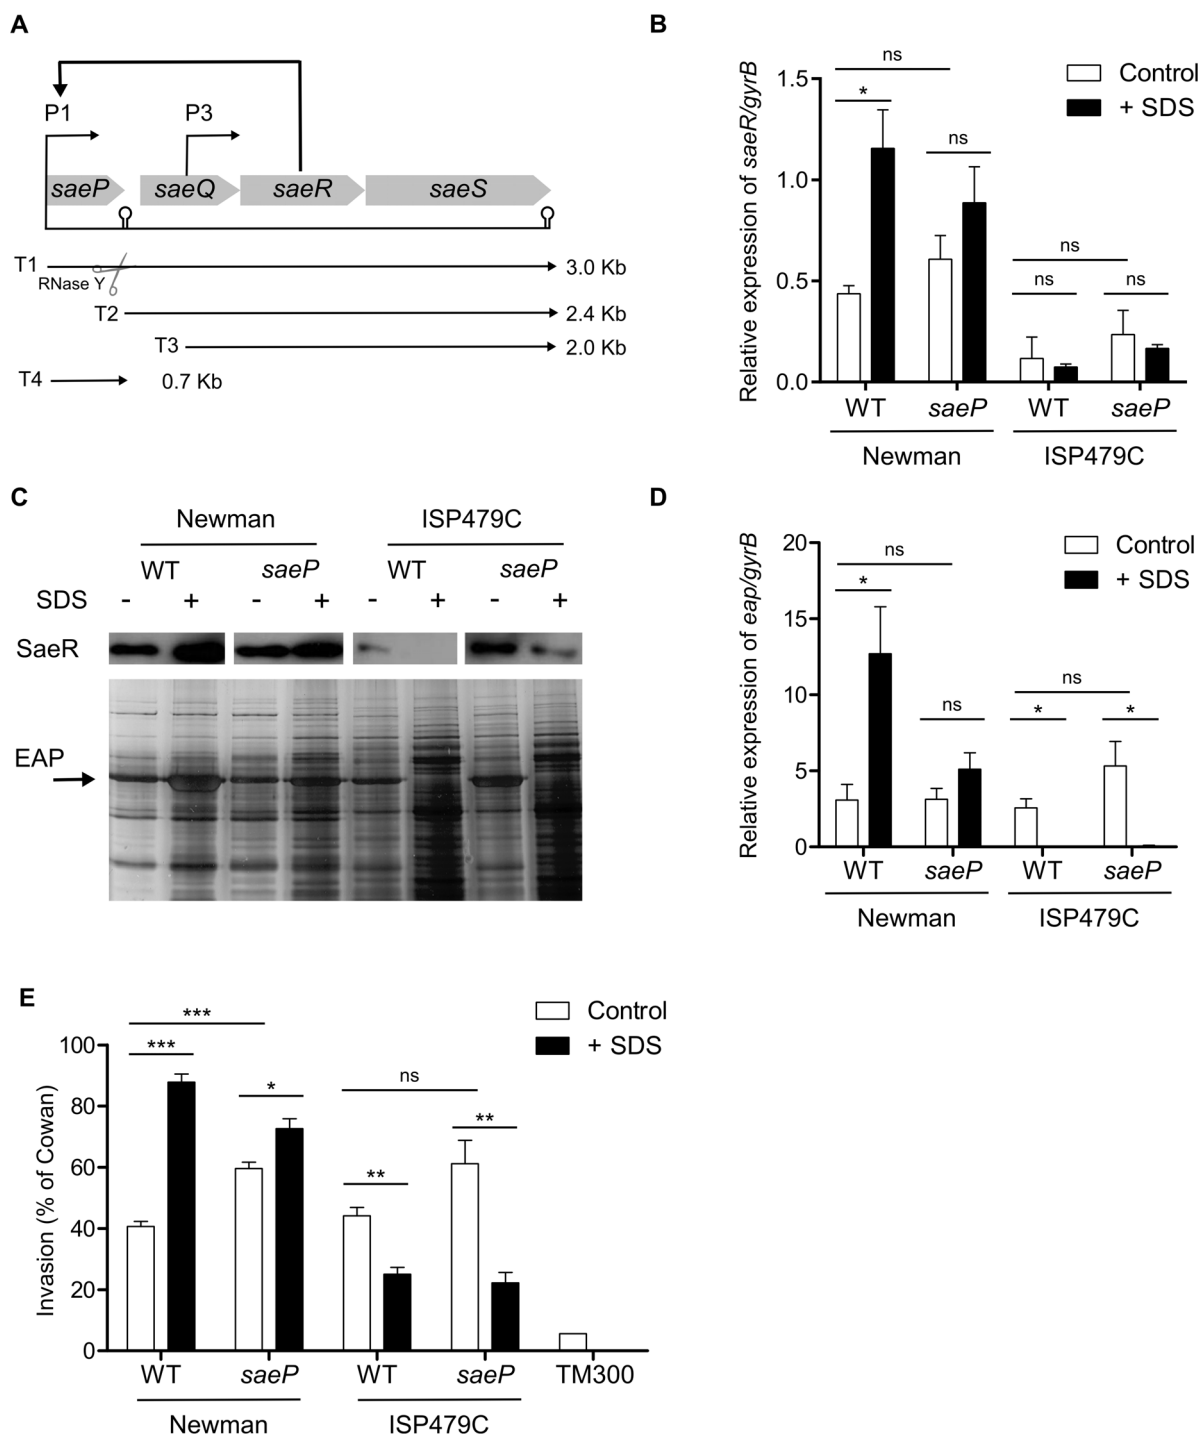 A
P1 P3
saeP saeQ saeR saeS
T1 3.0 Kb
RNase Y
T2 2.4 Kb
T3 2.0 Kb
T4 0.7 Kb
B
Relative expression of saeR/gyrB
1.5
1.0
0.5
0.0
ns
*
ns
ns
ns ns
Control
+ SDS
WT saeP WT saeP
Newman ISP479C
C
Newman ISP479C
WT saeP WT saeP
SDS - + - + - + - +
SaeR
EAP
D
Relative expression of eap/gyrB
20
15
10
5
0
ns
*
ns
ns
* *
Control
+ SDS
WT saeP WT saeP
Newman ISP479C
E
Invasion (% of Cowan)
100
80
60
40
20
0
***
***
*
ns
**
**
Control
+ SDS
WT saeP WT saeP TM300
Newman ISP479C